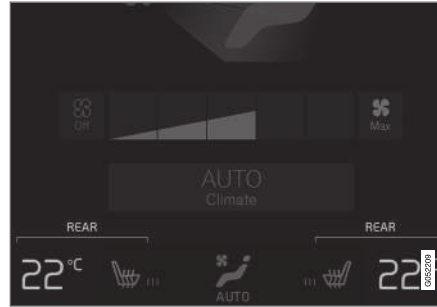 Off
Max
AUTO
Climate
REAR
REAR
22°C
AUTO
22
G052209